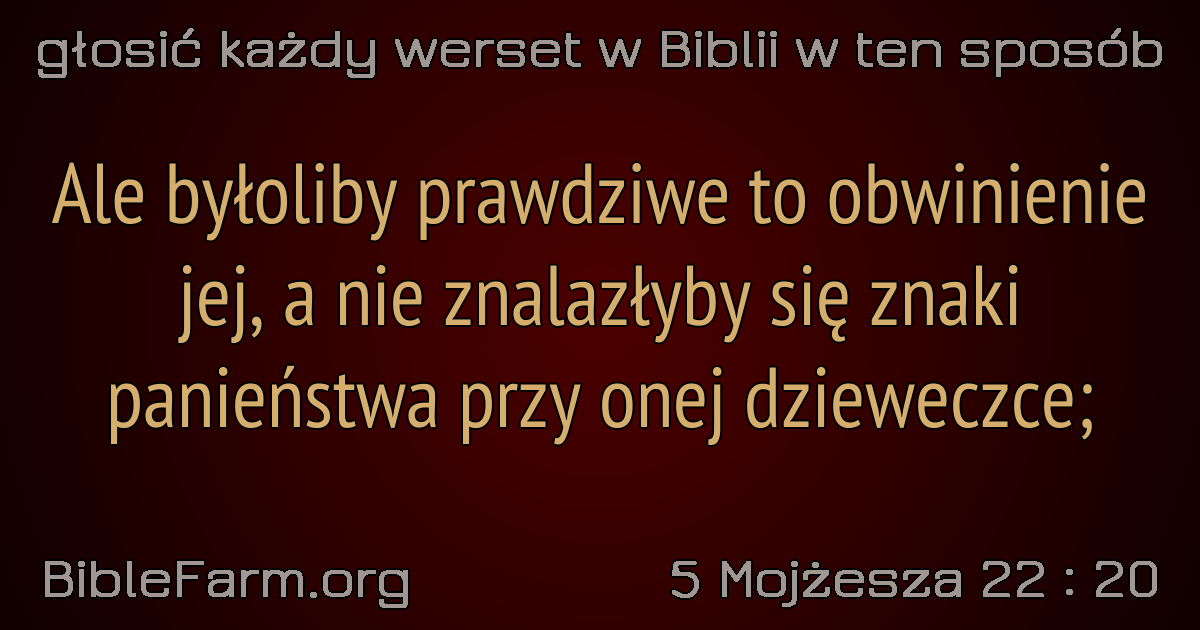 głosić każdy werset w Biblii w ten sposób
Ale byłoliby prawdziwe to obwinienie
jej, a nie znalazłyby się znaki
panieństwa przy onej dzieweczce;
BibleFarm.org
5 Mojżesza 22 : 20